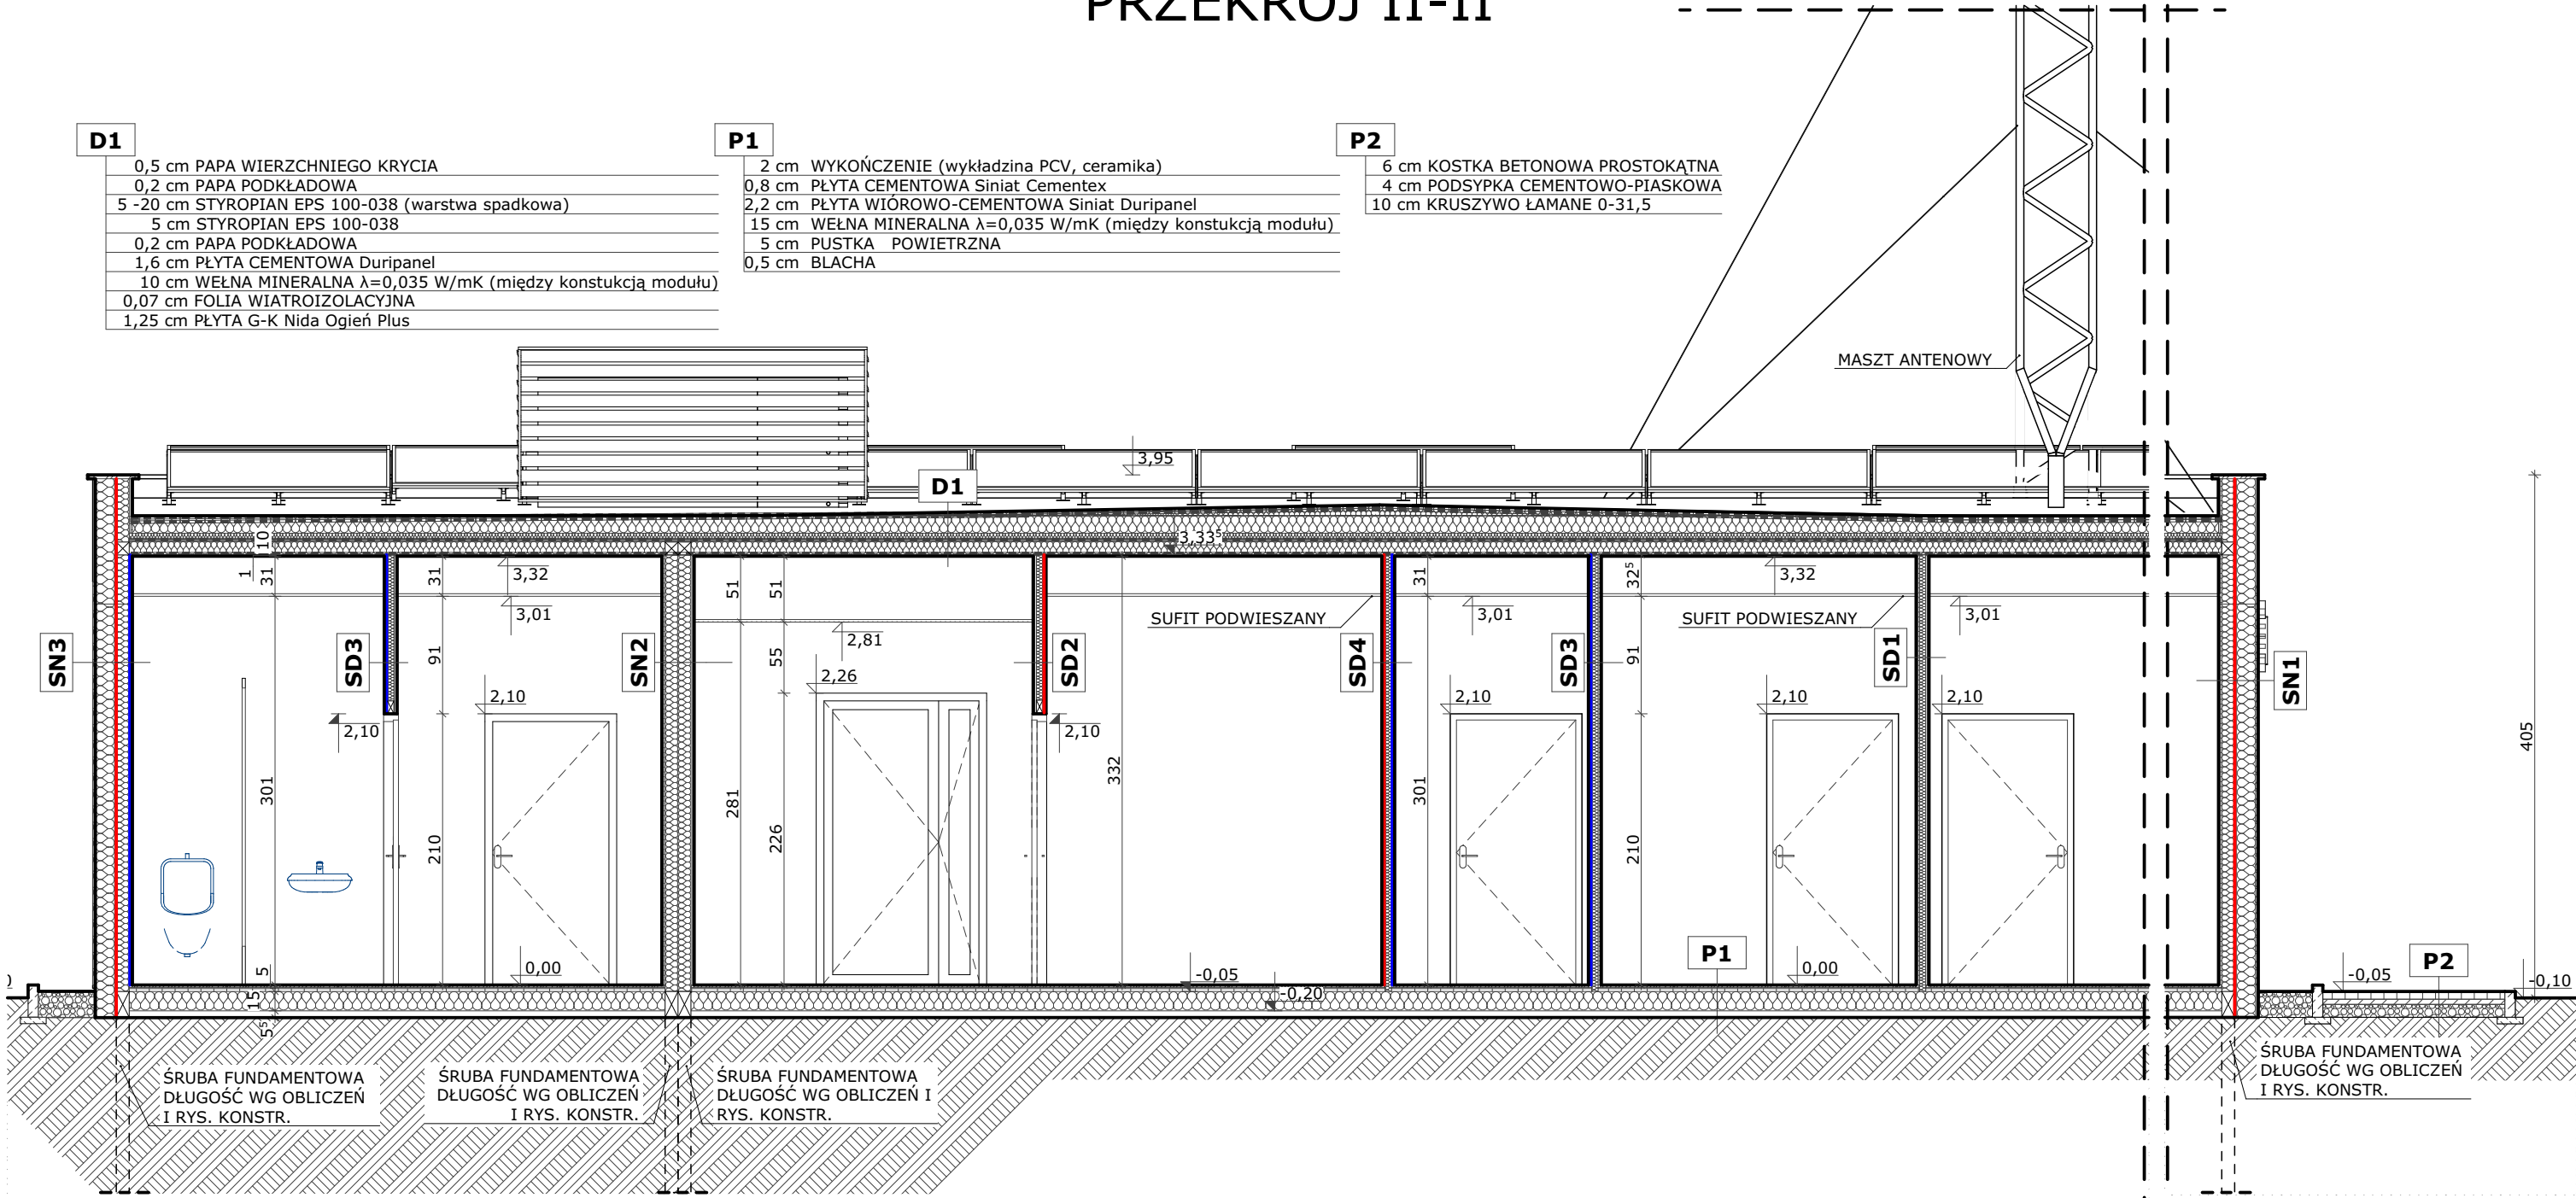 PRZEKRÓJ II-II
D1
0,5 cm PAPA WIERZCHNIEGO KRYCIA
0,2 cm PAPA PODKŁADOWA
5 -20 cm STYROPIAN EPS 100-038 (warstwa spadkowa)
5 cm STYROPIAN EPS 100-038
0,2 cm PAPA PODKŁADOWA
1,6 cm PŁYTA CEMENTOWA Duripanel
10 cm WEŁNA MINERALNA λ=0,035 W/mK (między konstukcją modułu)
0,07 cm FOLIA WIATROIZOLACYJNA
1,25 cm PŁYTA G-K Nida Ogień Plus
P1
2 cm WYKOŃCZENIE (wykładzina PCV, ceramika)
0,8 cm PŁYTA CEMENTOWA Siniat Cementex
2,2 cm PŁYTA WIÓROWO-CEMENTOWA Siniat Duripanel
15 cm WEŁNA MINERALNA λ=0,035 W/mK (między konstukcją modułu)
5 cm PUSTKA POWIETRZNA
0,5 cm BLACHA
P2
6 cm KOSTKA BETONOWA PROSTOKĄTNA
4 cm PODSYPKA CEMENTOWO-PIASKOWA
10 cm KRUSZYWO ŁAMANE 0-31,5
MASZT ANTENOWY
3,95
D1
10
3,33⁵
1
31
31
3,32
3,01
51
51
2,81
SUFIT PODWIESZANY
31
3,01
32⁵
3,32
SUFIT PODWIESZANY
3,01
SN3
SD3
91
SN2
55
SD2
SD4
SD3
91
SD1
SN1
2,26
2,10
2,10
2,10
2,10
2,10
2,10
405
301
210
281
226
332
301
210
0,00
-0,05
-0,20
P1
0,00
-0,05
P2
-0,10
5
15
5⁵
ŚRUBA FUNDAMENTOWA
DŁUGOŚĆ WG OBLICZEŃ
I RYS. KONSTR.
ŚRUBA FUNDAMENTOWA
DŁUGOŚĆ WG OBLICZEŃ
I RYS. KONSTR.
ŚRUBA FUNDAMENTOWA
DŁUGOŚĆ WG OBLICZEŃ I
RYS. KONSTR.
ŚRUBA FUNDAMENTOWA
DŁUGOŚĆ WG OBLICZEŃ
I RYS. KONSTR.